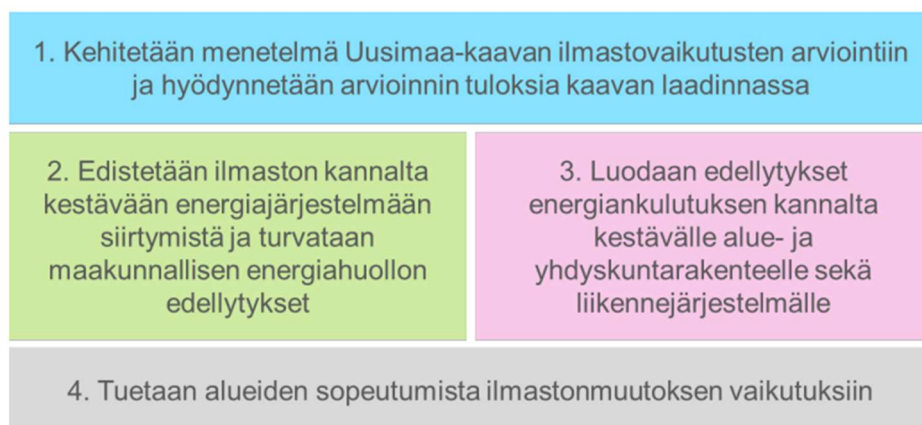 1. Kehitetään menetelmä Uusimaa-kaavan ilmastovaikutusten arviointiin
ja hyödynnetään arvioinnin tuloksia kaavan laadinnassa
2. Edistetään ilmaston kannalta
kestävään energiajärjestelmään
siirtymistä ja turvataan
maakunnallisen energiahuollon
edellytykset
3. Luodaan edellytykset
energiankulutuksen kannalta
kestävälle alue- ja
yhdyskuntarakenteelle sekä
liikennejärjestelmälle
4. Tuetaan alueiden sopeutumista ilmastonmuutoksen vaikutuksiin